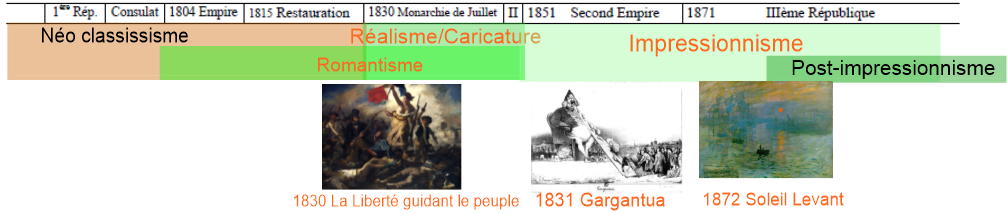 1ère Rép. Consulat 1804 Empire 1815 Restauration 1830 Monarchie de Juillet II 1851 Second Empire 1871 IIIème République
Néo classissisme Réalisme/Caricature Impressionnisme
Romantisme Post-impressionnisme
1830 La Liberté guidant le peuple 1831 Gargantua 1872 Soleil Levant